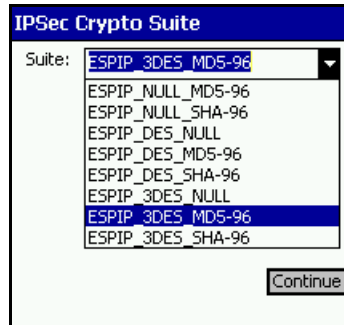 IPSec Crypto Suite
Suite: ESPIP_3DES_MD5-96
ESPIP_NULL_MD5-96
ESPIP_NULL_SHA-96
ESPIP_DES_NULL
ESPIP_DES_MD5-96
ESPIP_DES_SHA-96
ESPIP_3DES_NULL
ESPIP_3DES_MD5-96
ESPIP_3DES_SHA-96
Continue